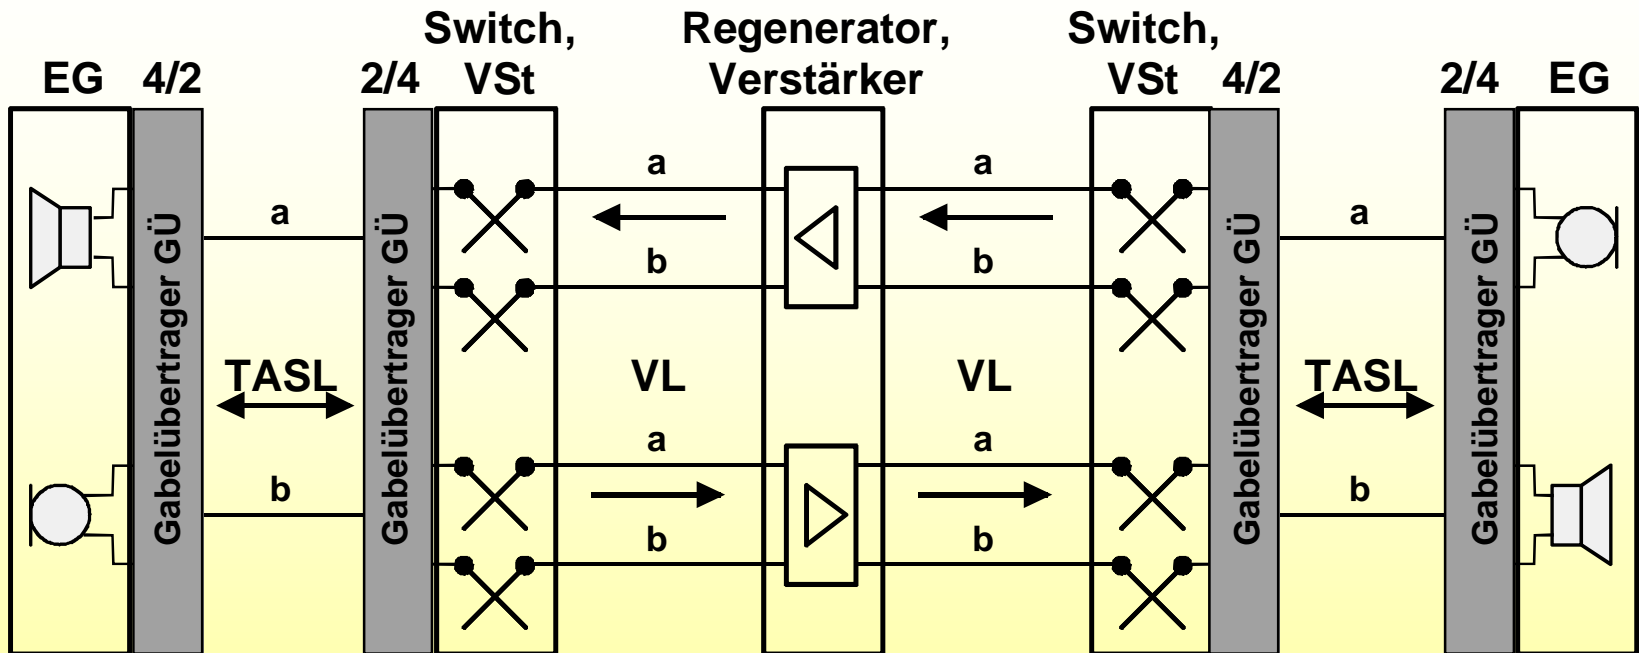 Switch, Regenerator, Switch,
EG 4/2 2/4 VSt Verstärker VSt 4/2 2/4 EG
a a
a a
b b
Gabelübertrager GÜ Gabelübertrager GÜ Gabelübertrager GÜ Gabelübertrager GÜ
TASL VL VL TASL
a a
b b
b b